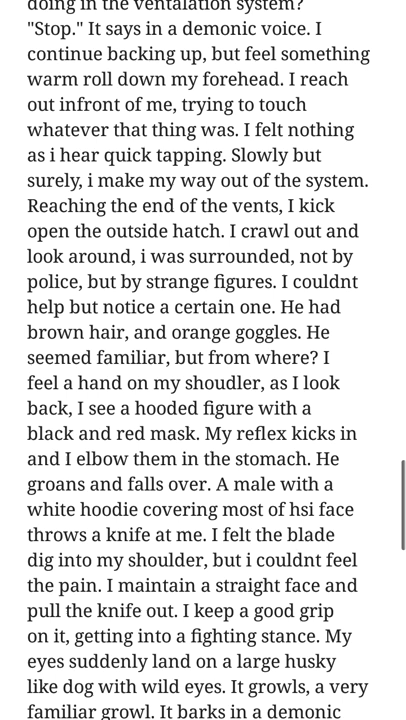 doing in the ventalation system?
"Stop." It says in a demonic voice. I
continue backing up, but feel something
warm roll down my forehead. I reach
out infront of me, trying to touch
whatever that thing was. I felt nothing
as i hear quick tapping. Slowly but
surely, i make my way out of the system.
Reaching the end of the vents, I kick
open the outside hatch. I crawl out and
look around, i was surrounded, not by
police, but by strange figures. I couldnt
help but notice a certain one. He had
brown hair, and orange goggles. He
seemed familiar, but from where? I
feel a hand on my shoudler, as I look
back, I see a hooded figure with a
black and red mask. My reflex kicks in
and I elbow them in the stomach. He
groans and falls over. A male with a
white hoodie covering most of hsi face
throws a knife at me. I felt the blade
dig into my shoulder, but i couldnt feel
the pain. I maintain a straight face and
pull the knife out. I keep a good grip
on it, getting into a fighting stance. My
eyes suddenly land on a large husky
like dog with wild eyes. It growls, a very
familiar growl. It barks in a demonic